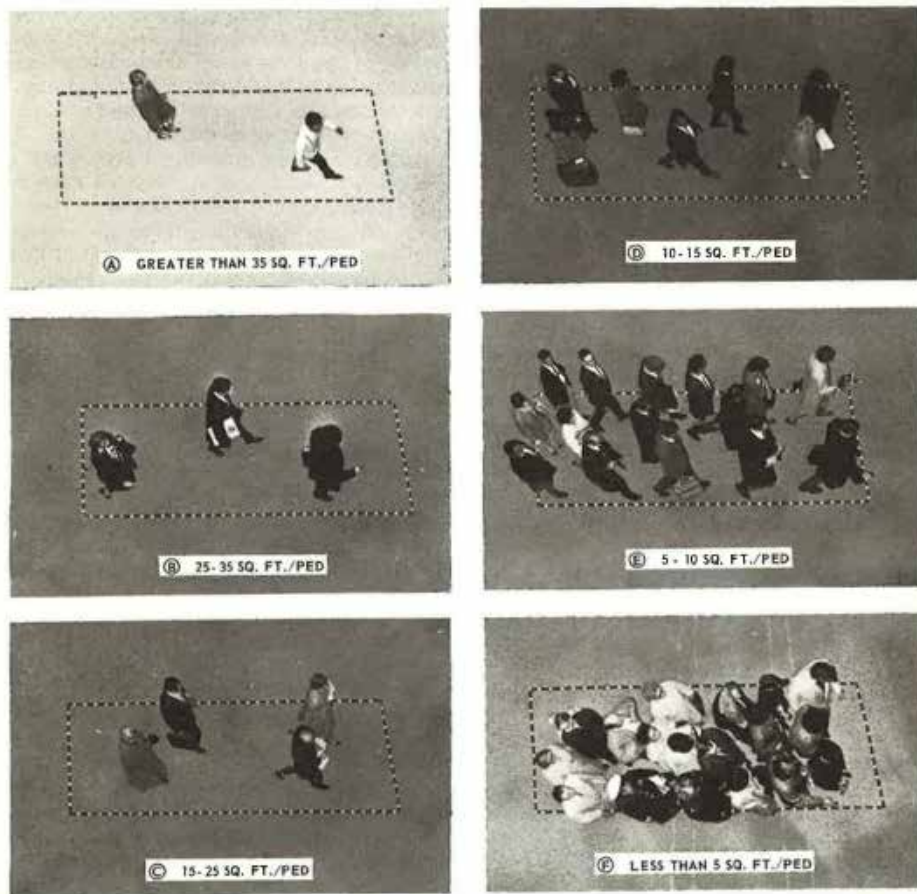 Ⓐ GREATER THAN 35 SQ. FT./PED
Ⓑ 25-35 SQ. FT./PED
Ⓒ 15-25 SQ. FT./PED
Ⓓ 10-15 SQ. FT./PED
Ⓔ 5-10 SQ. FT./PED
Ⓕ LESS THAN 5 SQ. FT./PED